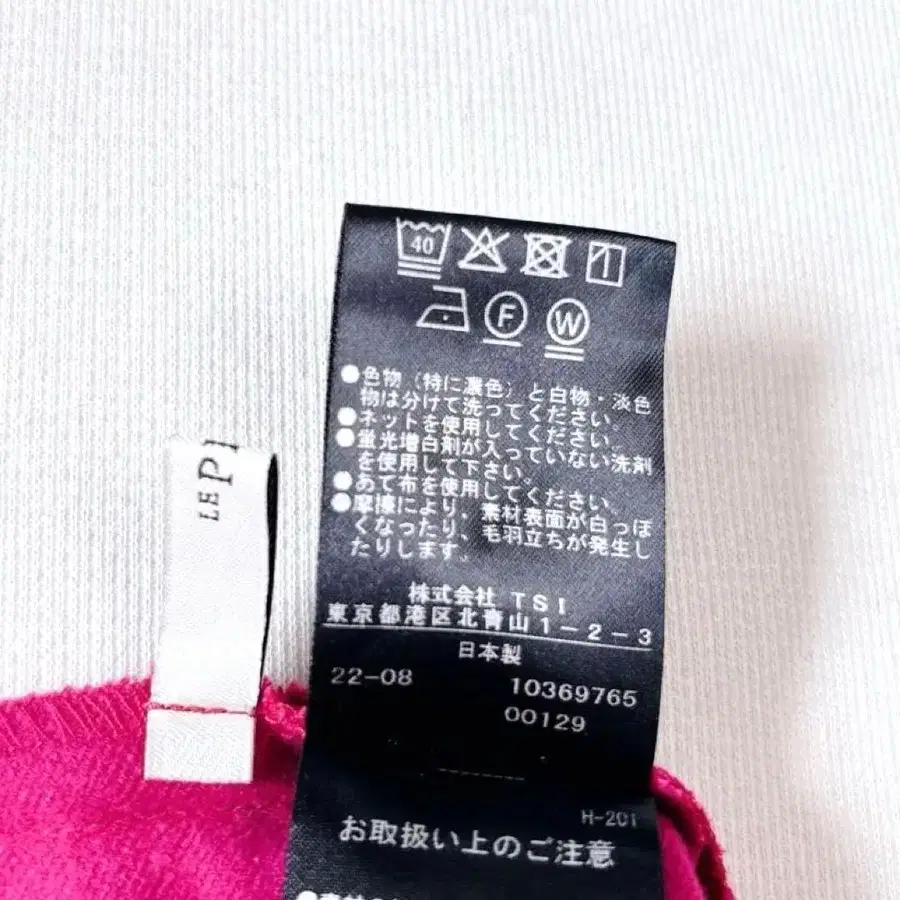 40
F W
●色物（特に濃色）と白物・淡色
物は分けて洗ってください。
●ネットを使用してください。
●蛍光増白剤が入っていない洗剤
を使用して下さい。
●あて布を使用してください。
●摩擦により、素材表面が白っぽ
くなったり、毛羽立ちが発生し
たりします。
株式会社 TSI
東京都港区北青山1-2-3
日本製
22-08 10369765
00129
H-201
お取扱い上のご注意
LE